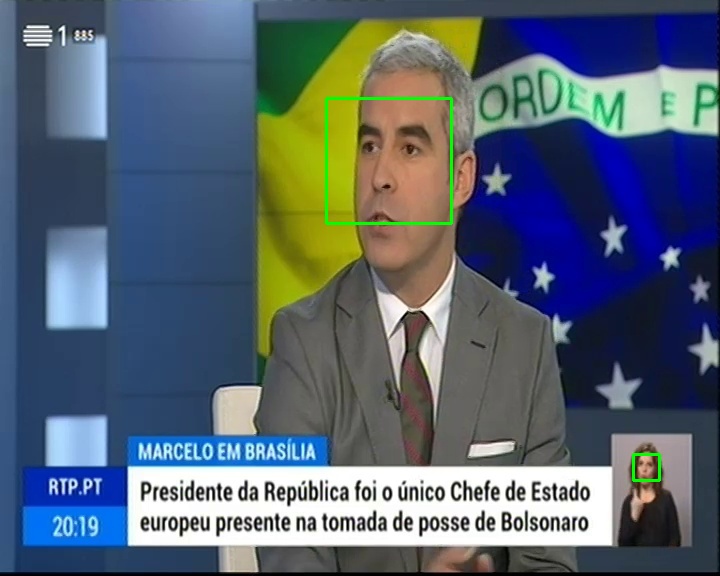 1 885
ORDEM E P
MARCELO EM BRASÍLIA
RTP.PT
Presidente da República foi o único Chefe de Estado
20:19
europeu presente na tomada de posse de Bolsonaro